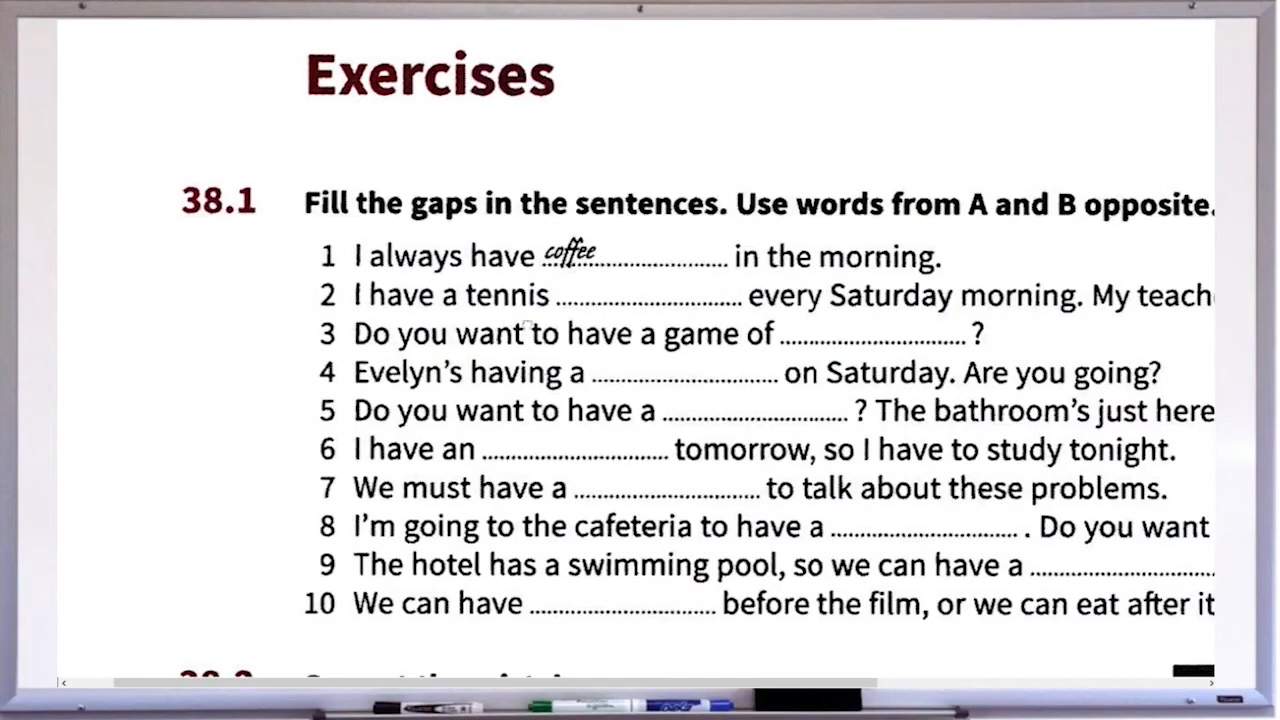 Exercises
38.1 Fill the gaps in the sentences. Use words from A and B opposite.
1 I always have coffee in the morning.
2 I have a tennis .............................. every Saturday morning. My teach
3 Do you want to have a game of .............................. ?
4 Evelyn's having a .............................. on Saturday. Are you going?
5 Do you want to have a .............................. ? The bathroom's just here
6 I have an .............................. tomorrow, so I have to study tonight.
7 We must have a .............................. to talk about these problems.
8 I'm going to the cafeteria to have a .............................. . Do you want
9 The hotel has a swimming pool, so we can have a ..............................
10 We can have .............................. before the film, or we can eat after it